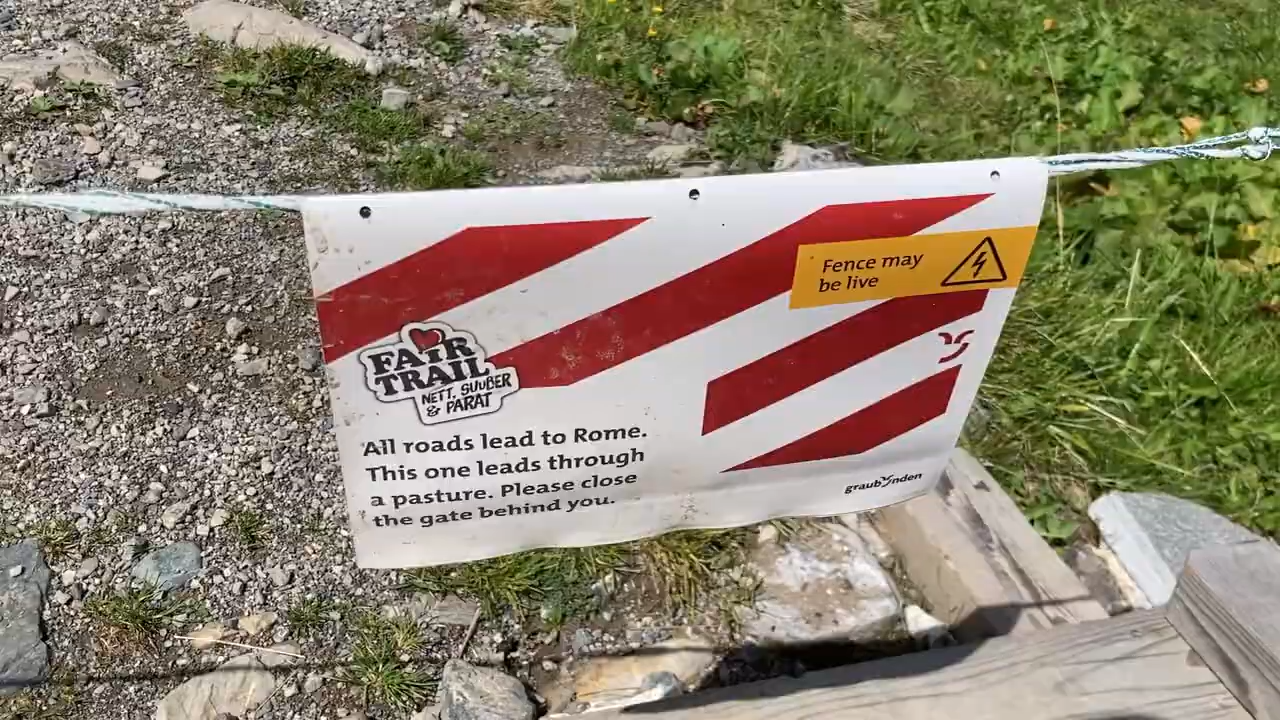 Fence may
be live
FAIR
TRAIL
NETT, SUUBER
& PARAT
All roads lead to Rome.
This one leads through
a pasture. Please close
the gate behind you.
graubünden